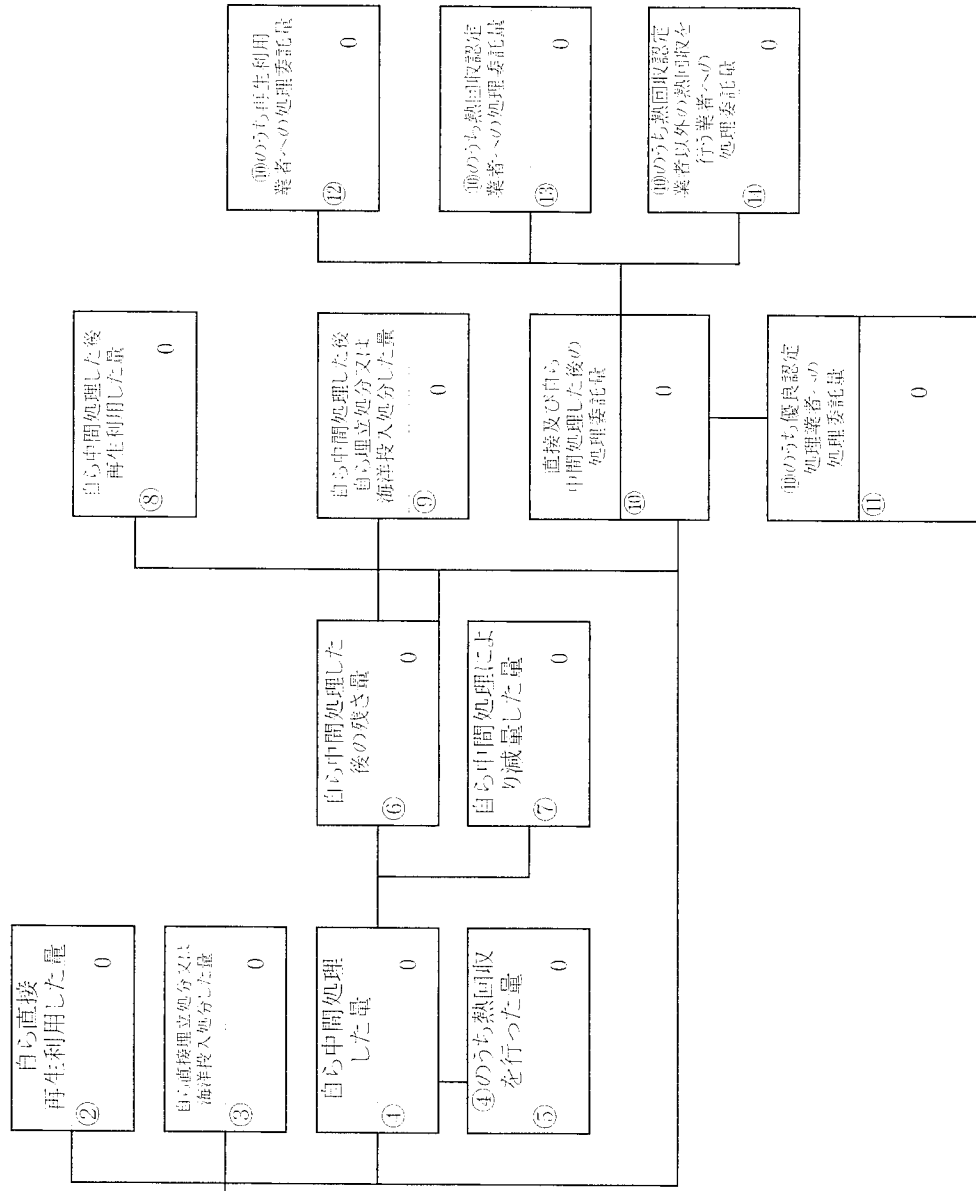 自ら直接
再生利用した量
②
0
自ら直接埋立処分又は
海洋投入処分した量
③
0
自ら中間処理
した量
④
0
④のうち熱回収
を行った量
⑤
0
自ら中間処理した
後の残さ量
⑥
0
自ら中間処理によ
り減量した量
⑦
0
自ら中間処理した後
再生利用した量
⑧
0
自ら中間処理した後
自ら埋立処分又は
海洋投入処分した量
⑨
0
直接及び自ら
中間処理した後の
処理委託量
⑩
0
⑩のうち優良認定
処理業者への
処理委託量
⑪
0
⑩のうち再生利用
業者への処理委託量
⑫
0
⑩のうち熱回収認定
業者への処理委託量
⑬
0
⑩のうち熱回収認定
業者以外の熱回収を
行う業者への
処理委託量
⑭
0